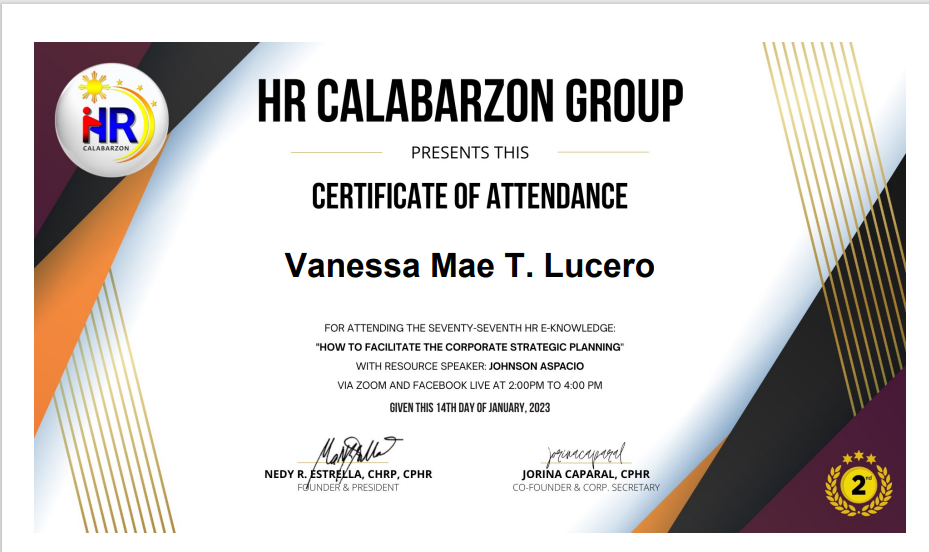 HR
CALABARZON
HR CALABARZON GROUP
PRESENTS THIS
CERTIFICATE OF ATTENDANCE
Vanessa Mae T. Lucero
FOR ATTENDING THE SEVENTY-SEVENTH HR E-KNOWLEDGE:
"HOW TO FACILITATE THE CORPORATE STRATEGIC PLANNING"
WITH RESOURCE SPEAKER: JOHNSON ASPACIO
VIA ZOOM AND FACEBOOK LIVE AT 2:00PM TO 4:00 PM
GIVEN THIS 14TH DAY OF JANUARY, 2023
jorinacaparal
NEDY R. ESTRELLA, CHRP, CPHR
FOUNDER & PRESIDENT
JORINA CAPARAL, CPHR
CO-FOUNDER & CORP. SECRETARY
2nd